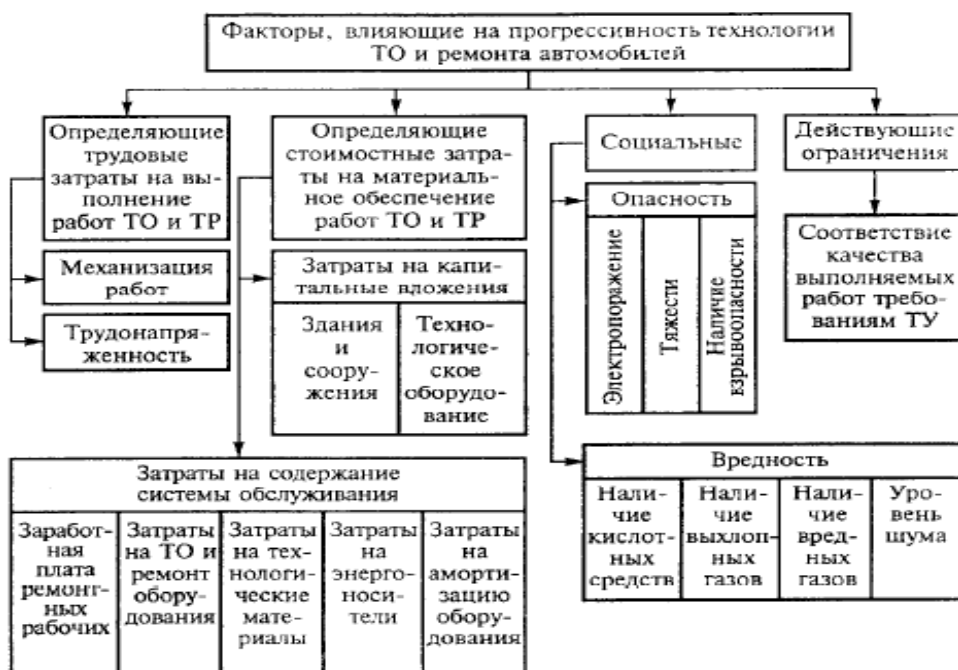 Факторы, влияющие на прогрессивность технологии
ТО и ремонта автомобилей
Определяющие
трудовые
затраты на вы-
полнение
работ ТО и ТР
Механизация
работ
Трудонапря-
женность
Определяющие
стоимостные затра-
ты на материаль-
ное обеспечение
работ ТО и ТР
Затраты на капи-
тальные вложения
Здания
и
соору-
жения
Техно-
логиче-
ское
оборудо-
вание
Затраты на содержание
системы обслуживания
Заработ-
ная
плата
ремонт-
ных
рабочих
Затраты
на ТО и
ремонт
обору-
дования
Затраты
на тех-
нологи-
ческие
мате-
риалы
Затраты
на
энерго-
носи-
тели
Затраты
на
аморти-
зацию
обору-
дования
Социальные
Опасность
Электропоражение
Тяжести
Наличие
взрывоопасности
Вредность
Нали-
чие
кислот-
ных
средств
Нали-
чие
выхлоп-
ных
газов
Нали-
чие
вред-
ных
газов
Уро-
вень
шума
Действующие
ограничения
Соответствие
качества
выполняемых
работ требо-
ваниям ТУ